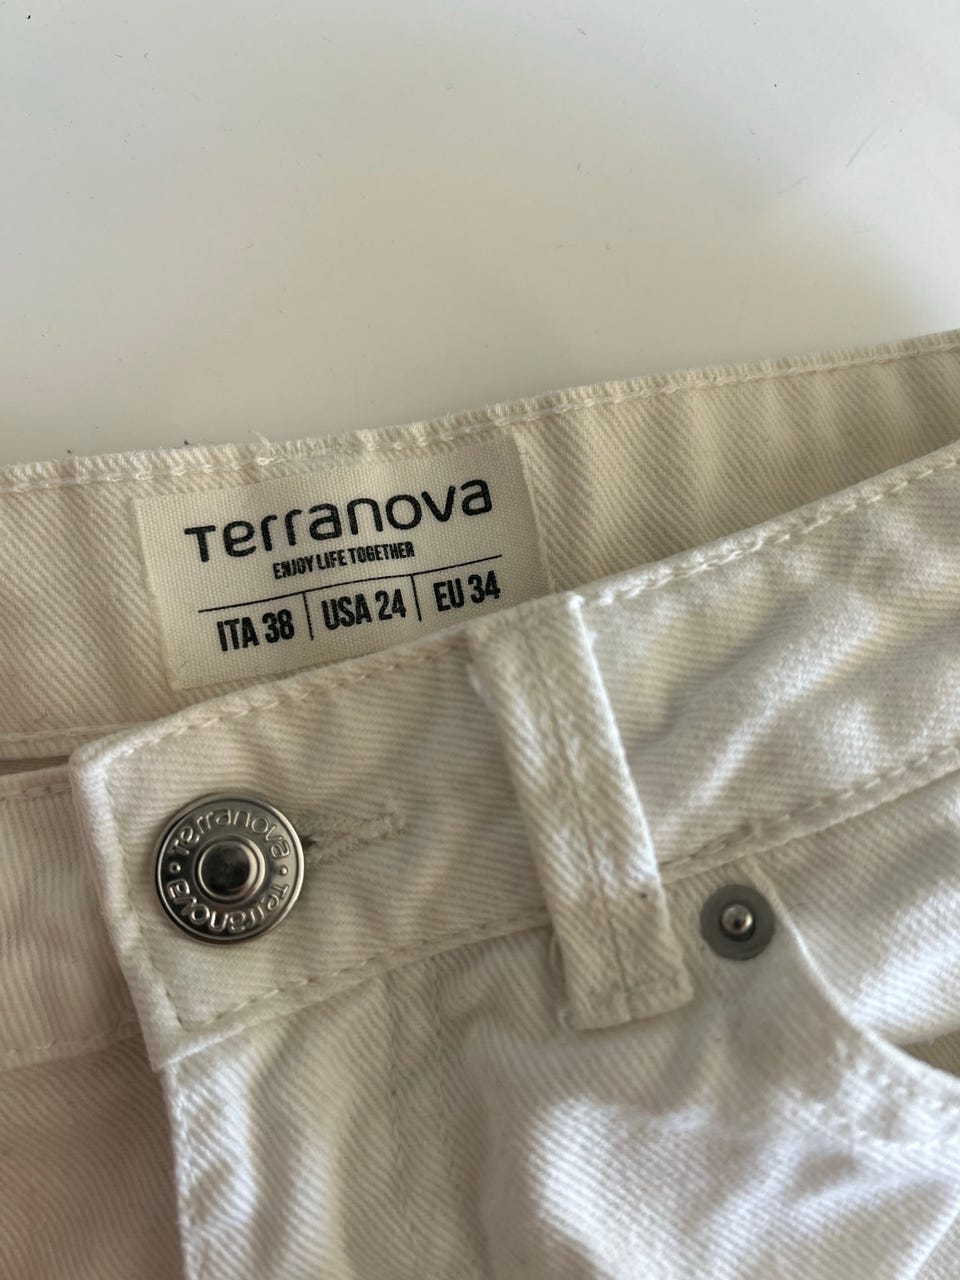 Terranova
ENJOY LIFE TOGETHER
ITA 38 | USA 24 | EU 34
Terranova • Terranova •